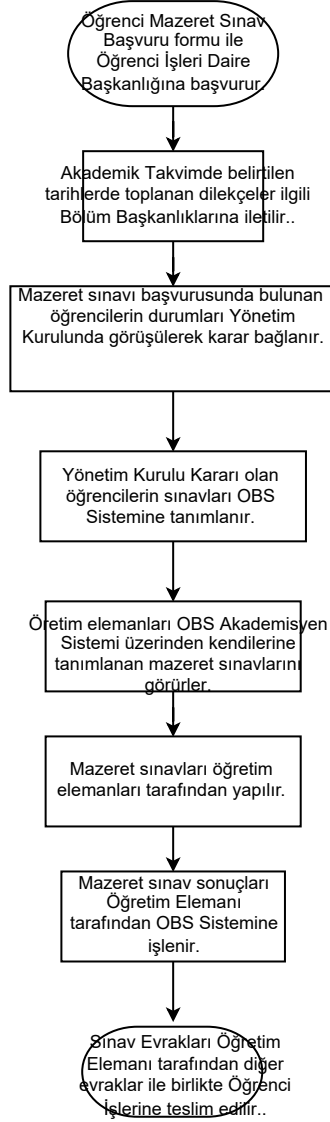 Öğrenci Mazeret Sınav
Başvuru formu ile
Öğrenci İşleri Daire
Başkanlığına başvurur.
Akademik Takvimde belirtilen
tarihlerde toplanan dilekçeler ilgili
Bölüm Başkanlıklarına iletilir..
Mazeret sınavı başvurusunda bulunan
öğrencilerin durumları Yönetim
Kurulunda görüşülerek karar bağlanır.
Yönetim Kurulu Kararı olan
öğrencilerin sınavları OBS
Sistemine tanımlanır.
Öretim elemanları OBS Akademisyen
Sistemi üzerinden kendilerine
tanımlanan mazeret sınavlarını
görürler.
Mazeret sınavları öğretim
elemanları tarafından yapılır.
Mazeret sınav sonuçları
Öğretim Elemanı
tarafından OBS Sistemine
işlenir.
Sınav Evrakları Öğretim
Elemanı tarafından diğer
evraklar ile birlikte Öğrenci
İşlerine teslim edilir..